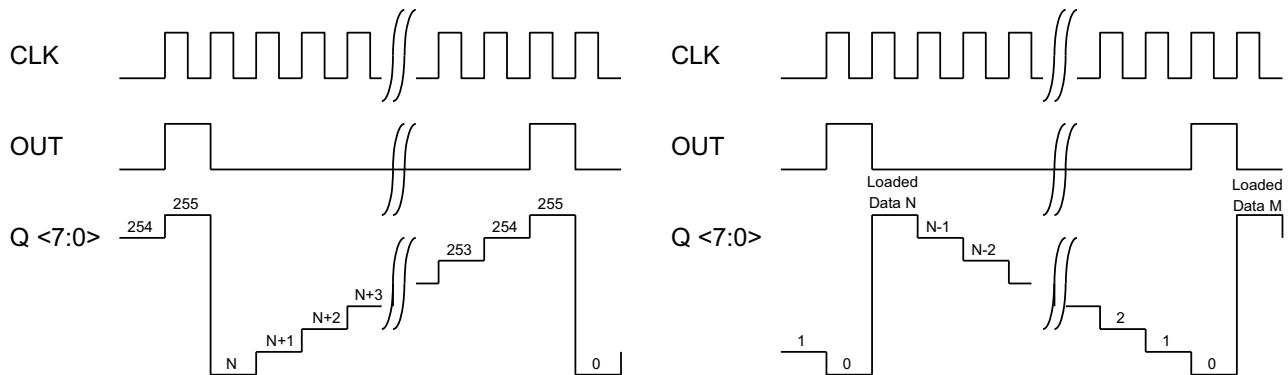 CLK
OUT
Q <7:0>
254
255
N
N+1
N+2
N+3
253
254
255
0
CLK
OUT
Q <7:0>
1
0
Loaded
Data N
N-1
N-2
2
1
0
Loaded
Data M